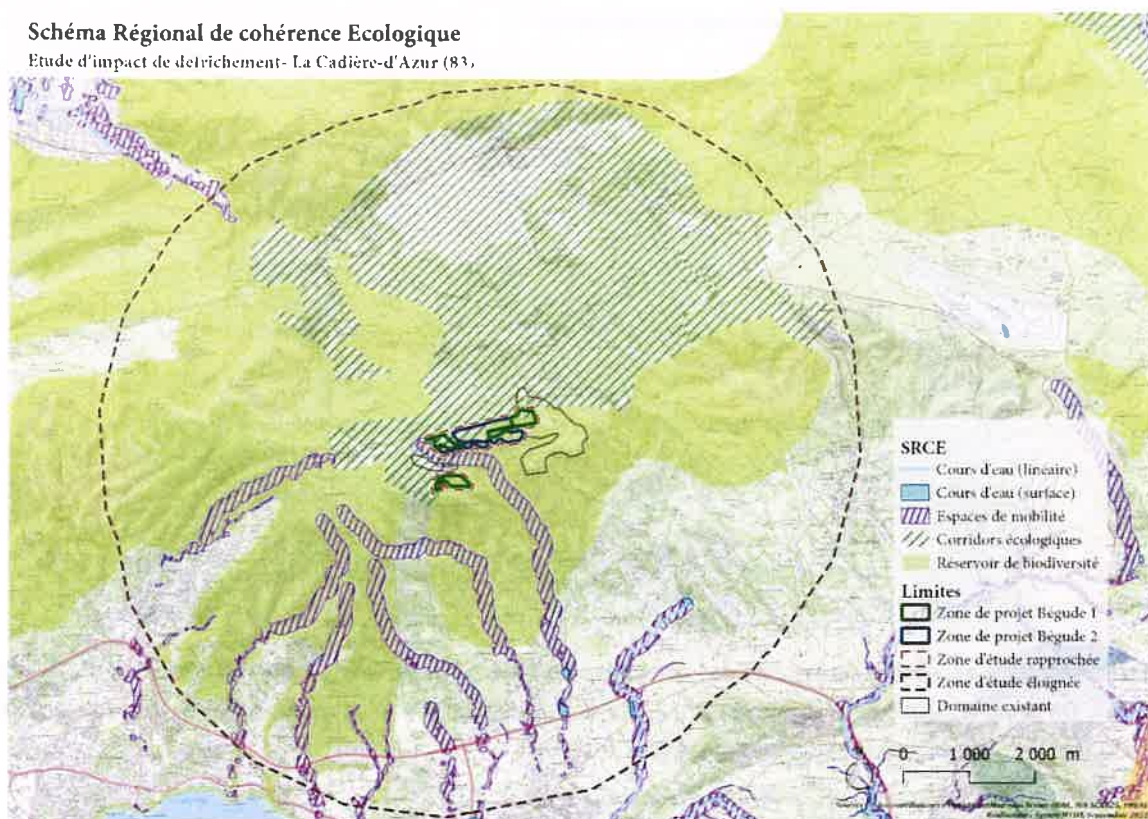 Schéma Régional de cohérence Ecologique
Etude d'impact de défrichement- La Cadière-d'Azur (83)
SRCE
Cours d'eau (linéaire)
Cours d'eau (surface)
Espaces de mobilité
Corridors écologiques
Réservoir de biodiversité
Limites
Zone de projet Bégude 1
Zone de projet Bégude 2
Zone d'étude rapprochée
Zone d'étude éloignée
Domaine existant
0 1 000 2 000 m